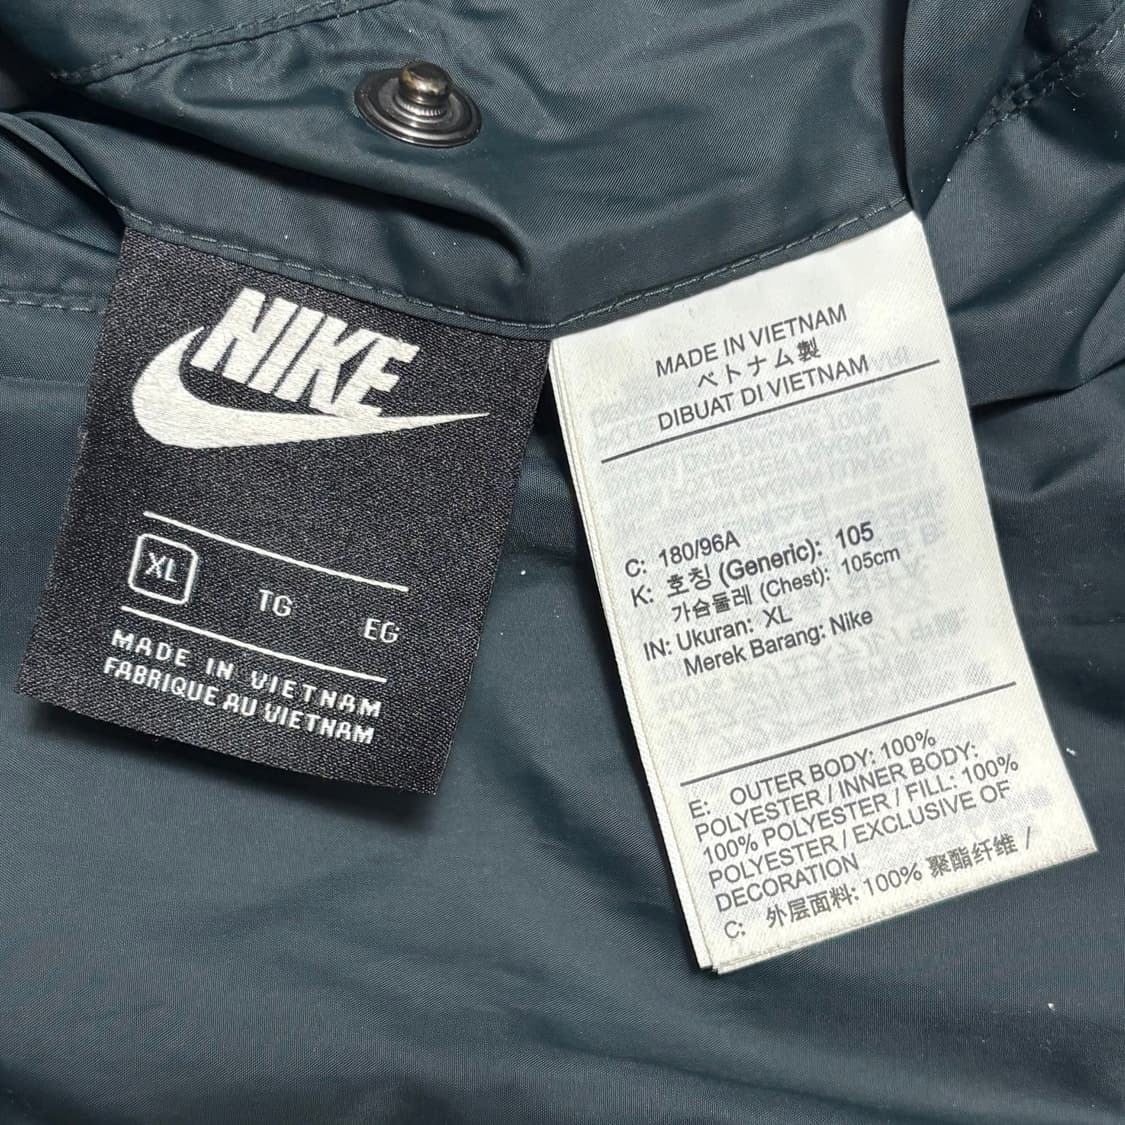 NIKE
XL TG EG
MADE IN VIETNAM
FABRIQUÉ AU VIETNAM
MADE IN VIETNAM
ベトナム製
DIBUAT DI VIETNAM
C: 180/96A
K: 호칭 (Generic): 105
가슴둘레 (Chest): 105cm
IN: Ukuran: XL
Merek Barang: Nike
E: OUTER BODY: 100%
POLYESTER / INNER BODY:
100% POLYESTER / FILL: 100%
POLYESTER / EXCLUSIVE OF
DECORATION
C: 外层面料: 100% 聚酯纤维 /